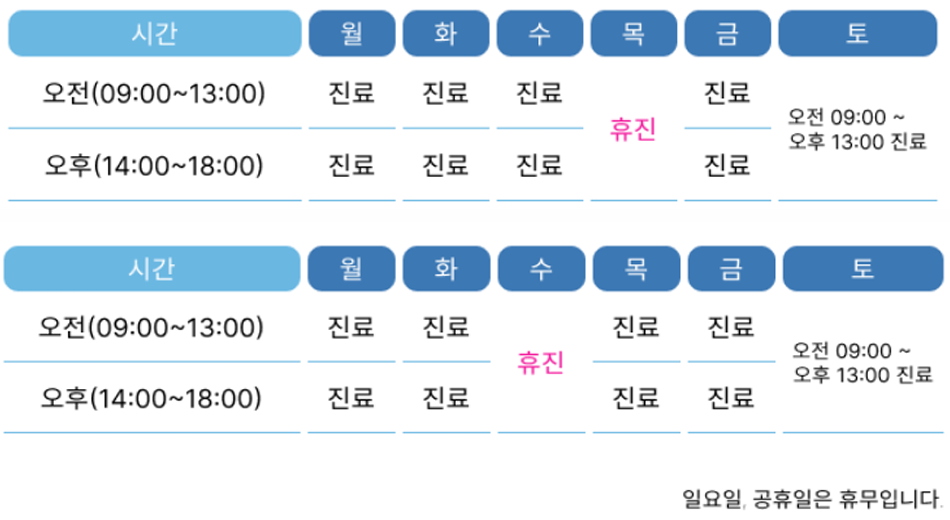 시간 월 화 수 목 금 토
오전(09:00~13:00) 진료 진료 진료 진료
휴진
오전 09:00 ~
오후 13:00 진료
오후(14:00~18:00) 진료 진료 진료 진료
시간 월 화 수 목 금 토
오전(09:00~13:00) 진료 진료 진료 진료
휴진
오전 09:00 ~
오후 13:00 진료
오후(14:00~18:00) 진료 진료 진료 진료
일요일, 공휴일은 휴무입니다.